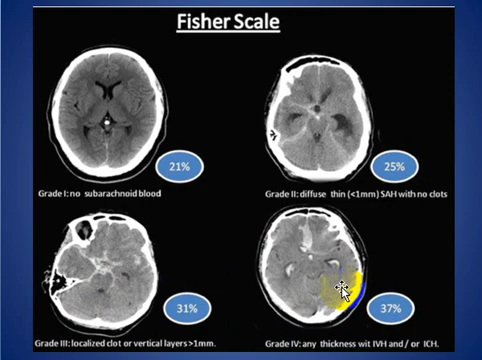 Fisher Scale
21%
25%
Grade I: no subarachnoid blood
Grade II: diffuse thin (<1mm) SAH with no clots
31%
37%
Grade III: localized clot or vertical layers >1mm.
Grade IV: any thickness wit IVH and / or ICH.